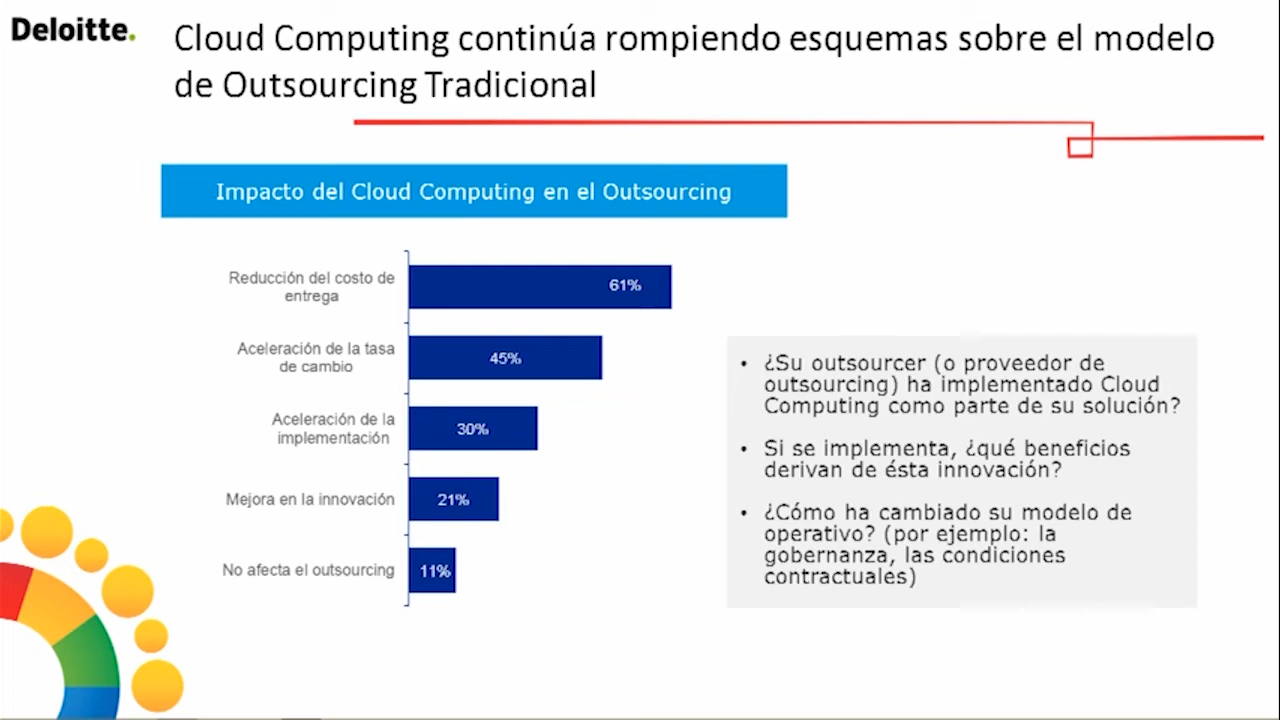 Deloitte.
Cloud Computing continúa rompiendo esquemas sobre el modelo
de Outsourcing Tradicional
Impacto del Cloud Computing en el Outsourcing
Reducción del costo de
entrega
61%
Aceleración de la tasa
de cambio
45%
Aceleración de la
implementación
30%
Mejora en la innovación
21%
No afecta el outsourcing
11%
• ¿Su outsourcer (o proveedor de
outsourcing) ha implementado Cloud
Computing como parte de su solución?
• Si se implementa, ¿qué beneficios
derivan de ésta innovación?
• ¿Cómo ha cambiado su modelo de
operativo? (por ejemplo: la
gobernanza, las condiciones
contractuales)